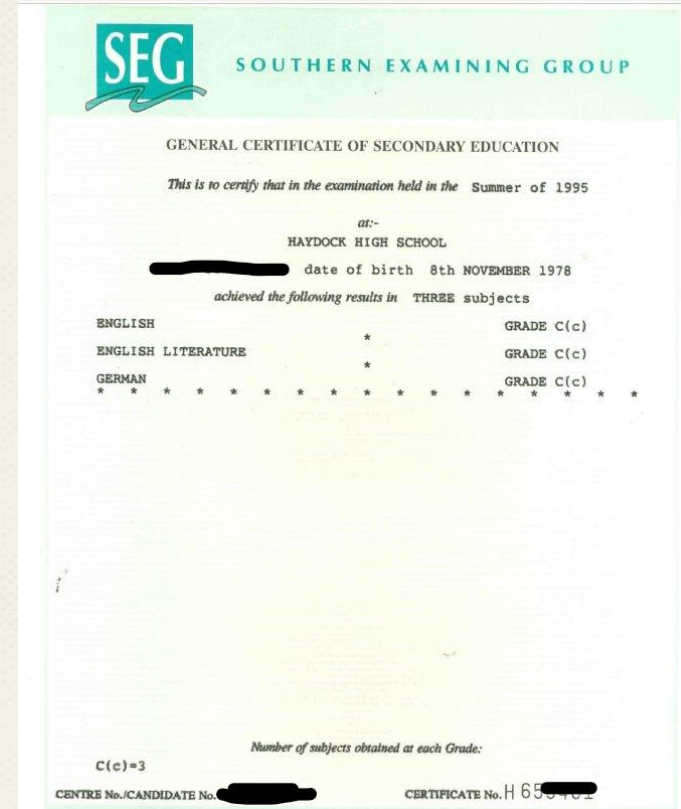 SEG
SOUTHERN EXAMINING GROUP
GENERAL CERTIFICATE OF SECONDARY EDUCATION
This is to certify that in the examination held in the Summer of 1995
at:-
HAYDOCK HIGH SCHOOL
date of birth 8th NOVEMBER 1978
achieved the following results in THREE subjects
ENGLISH GRADE C(c)
*
ENGLISH LITERATURE GRADE C(c)
*
GERMAN GRADE C(c)
* * * * * * * * * * * * * * * * *
Number of subjects obtained at each Grade:
C(c)=3
CENTRE No./CANDIDATE No. CERTIFICATE No. H 65